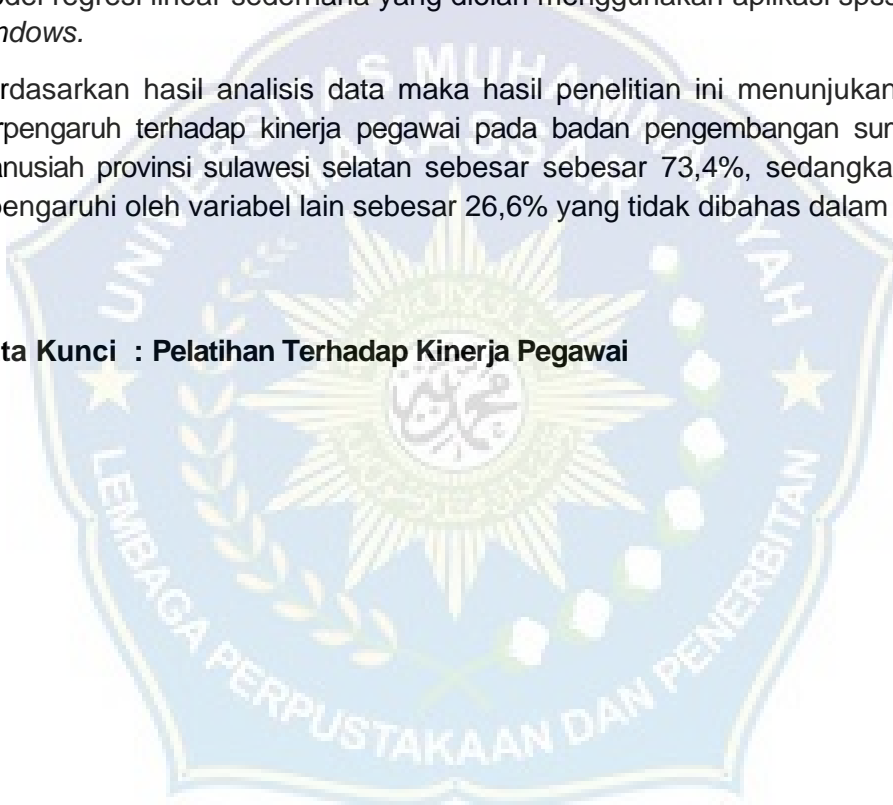 odel regresi linear sederhana yang diolah menggunakan aplikasi spss
ndows.
rdasarkan hasil analisis data maka hasil penelitian ini menunjukan
rpengaruh terhadap kinerja pegawai pada badan pengembangan sum
anusiah provinsi sulawesi selatan sebesar sebesar 73,4%, sedangka
pengaruhi oleh variabel lain sebesar 26,6% yang tidak dibahas dalam
ta Kunci : Pelatihan Terhadap Kinerja Pegawai
UNIVERSITAS MUHAMMADIYAH
MAKASSAR
LEMBAGA PERPUSTAKAAN DAN PENERBITAN